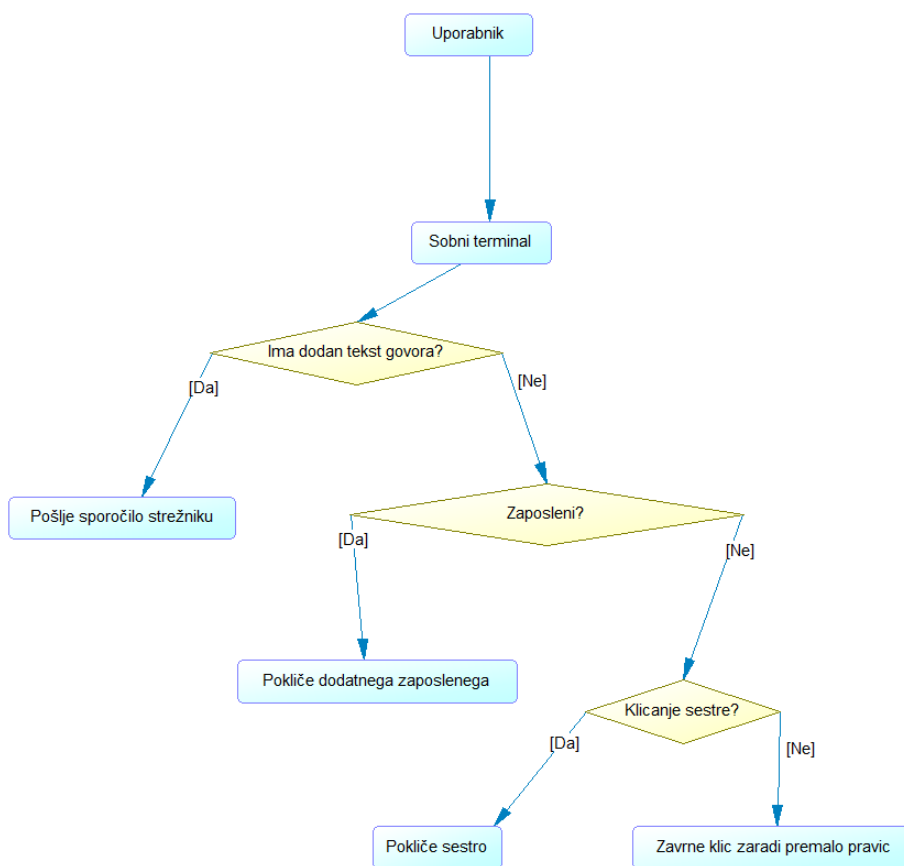 Uporabnik
Sobni terminal
Ima dodan tekst govora?
[Da]
[Ne]
Pošlje sporočilo strežniku
Zaposleni?
[Da]
[Ne]
Pokliče dodatnega zaposlenega
Klicanje sestre?
[Da]
[Ne]
Pokliče sestro
Zavrne klic zaradi premalo pravic